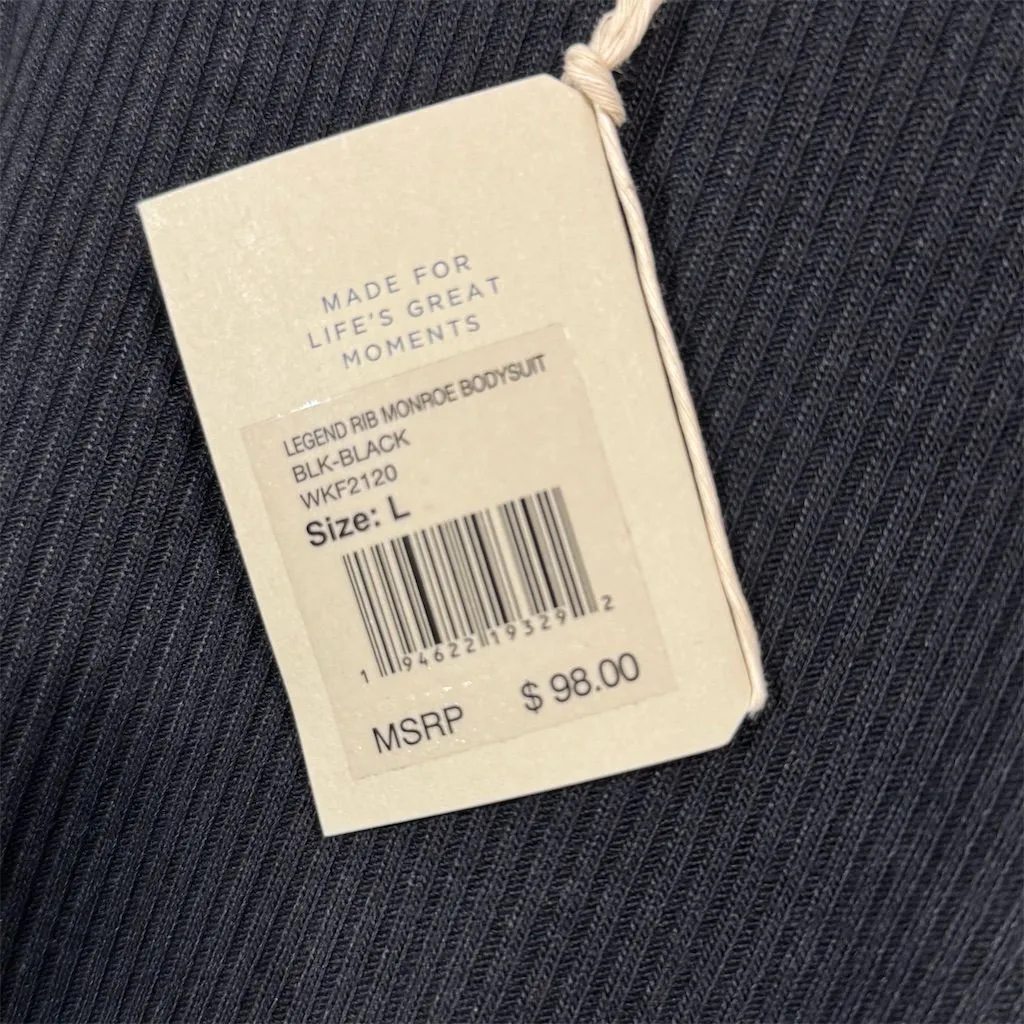 MADE FOR
LIFE'S GREAT
MOMENTS
LEGEND RIB MONROE BODYSUIT
BLK-BLACK
WKF2120
Size: L
1 94622 19329 2
MSRP $ 98.00